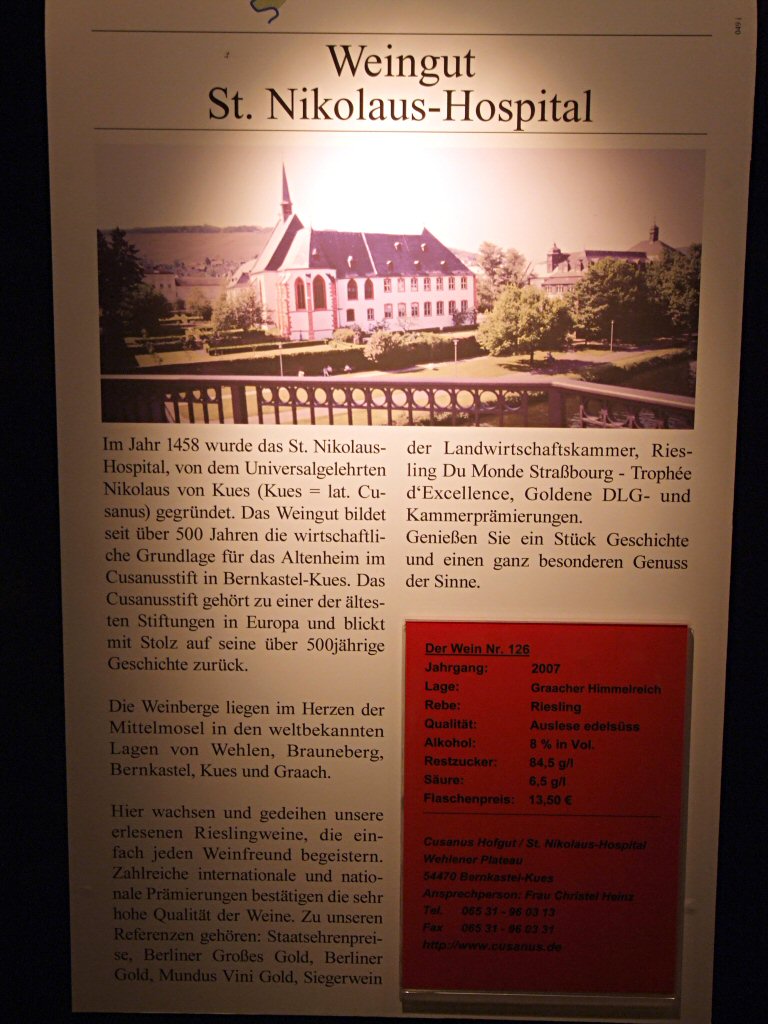 049 i
Weingut
St. Nikolaus-Hospital
Im Jahr 1458 wurde das St. Nikolaus-
Hospital, von dem Universalgelehrten
Nikolaus von Kues (Kues = lat. Cu-
sanus) gegründet. Das Weingut bildet
seit über 500 Jahren die wirtschaftli-
che Grundlage für das Altenheim im
Cusanusstift in Bernkastel-Kues. Das
Cusanusstift gehört zu einer der ältes-
ten Stiftungen in Europa und blickt
mit Stolz auf seine über 500jährige
Geschichte zurück.
Die Weinberge liegen im Herzen der
Mittelmosel in den weltbekannten
Lagen von Wehlen, Brauneberg,
Bernkastel, Kues und Graach.
Hier wachsen und gedeihen unsere
erlesenen Rieslingweine, die ein-
fach jeden Weinfreund begeistern.
Zahlreiche internationale und natio-
nale Prämierungen bestätigen die sehr
hohe Qualität der Weine. Zu unseren
Referenzen gehören: Staatsehrenprei-
se, Berliner Großes Gold, Berliner
Gold, Mundus Vini Gold, Siegerwein
der Landwirtschaftskammer, Ries-
ling Du Monde Straßbourg - Trophée
d‘Excellence, Goldene DLG- und
Kammerprämierungen.
Genießen Sie ein Stück Geschichte
und einen ganz besonderen Genuss
der Sinne.
Der Wein Nr. 126
Jahrgang: 2007
Lage: Graacher Himmelreich
Rebe: Riesling
Qualität: Auslese edelsüss
Alkohol: 8 % in Vol.
Restzucker: 84,5 g/l
Säure: 6,5 g/l
Flaschenpreis: 13,50 €
Cusanus Hofgut / St. Nikolaus-Hospital
Wehlener Plateau
54470 Bernkastel-Kues
Ansprechperson: Frau Christel Heinz
Tel. 065 31 - 96 03 13
Fax 065 31 - 96 03 31
http://www.cusanus.de